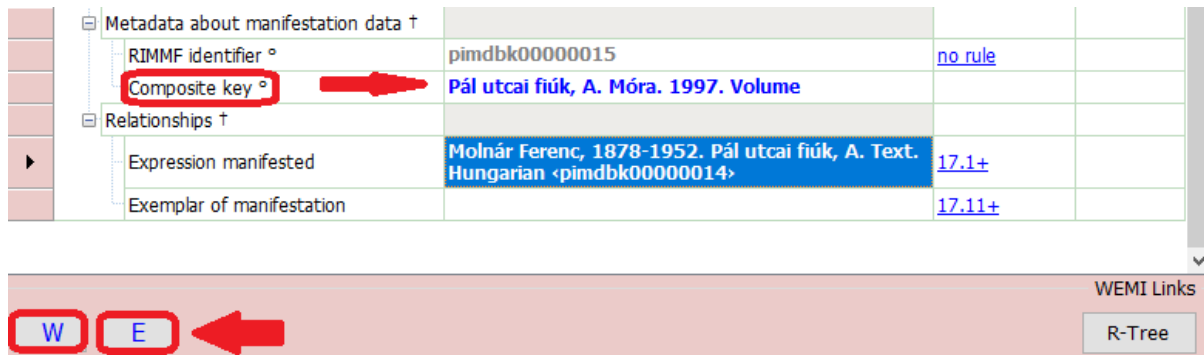 Metadata about manifestation data †
RIMMF identifier ° pimdbk00000015 no rule
Composite key ° Pál utcai fiúk, A. Móra. 1997. Volume
Relationships †
Expression manifested Molnár Ferenc, 1878-1952. Pál utcai fiúk, A. Text. 17.1+
Hungarian ‹pimdbk00000014›
Exemplar of manifestation 17.11+
WEMI Links
W E R-Tree